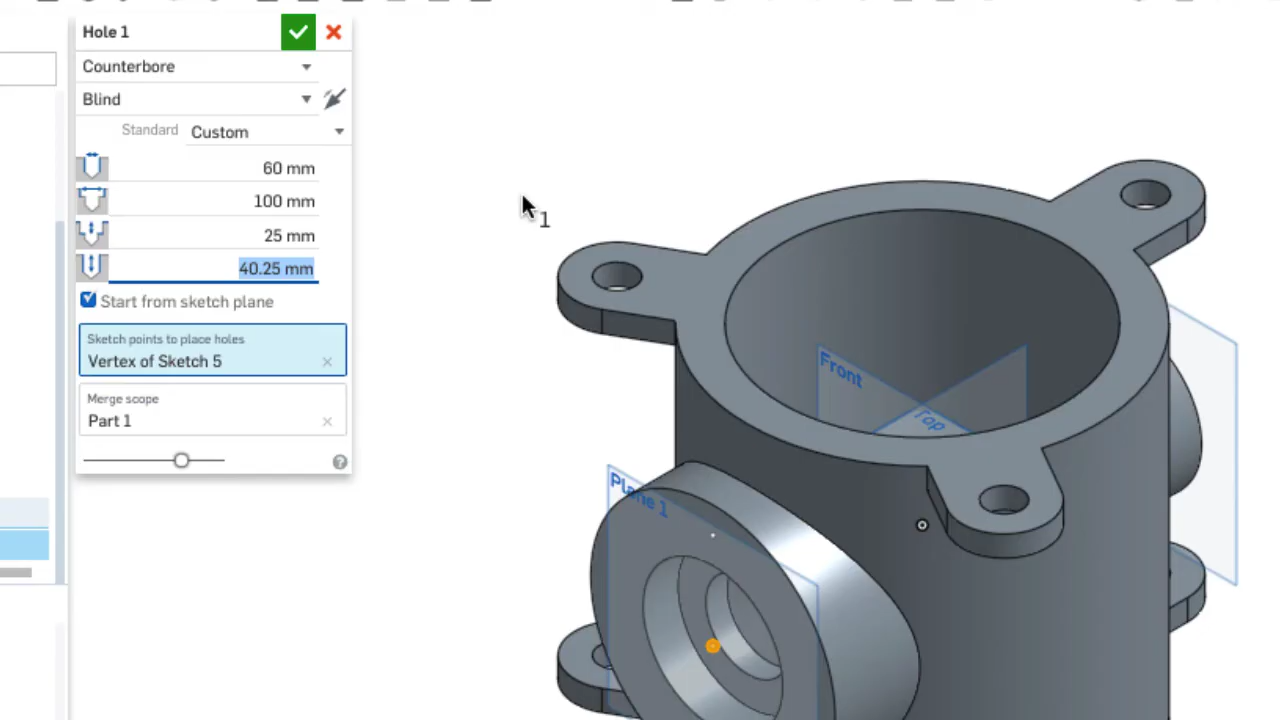 Hole 1
Counterbore
Blind
Standard Custom
60 mm
100 mm
25 mm
40.25 mm
Start from sketch plane
Sketch points to place holes
Vertex of Sketch 5
Merge scope
Part 1
1
Front
Top
Plane 1